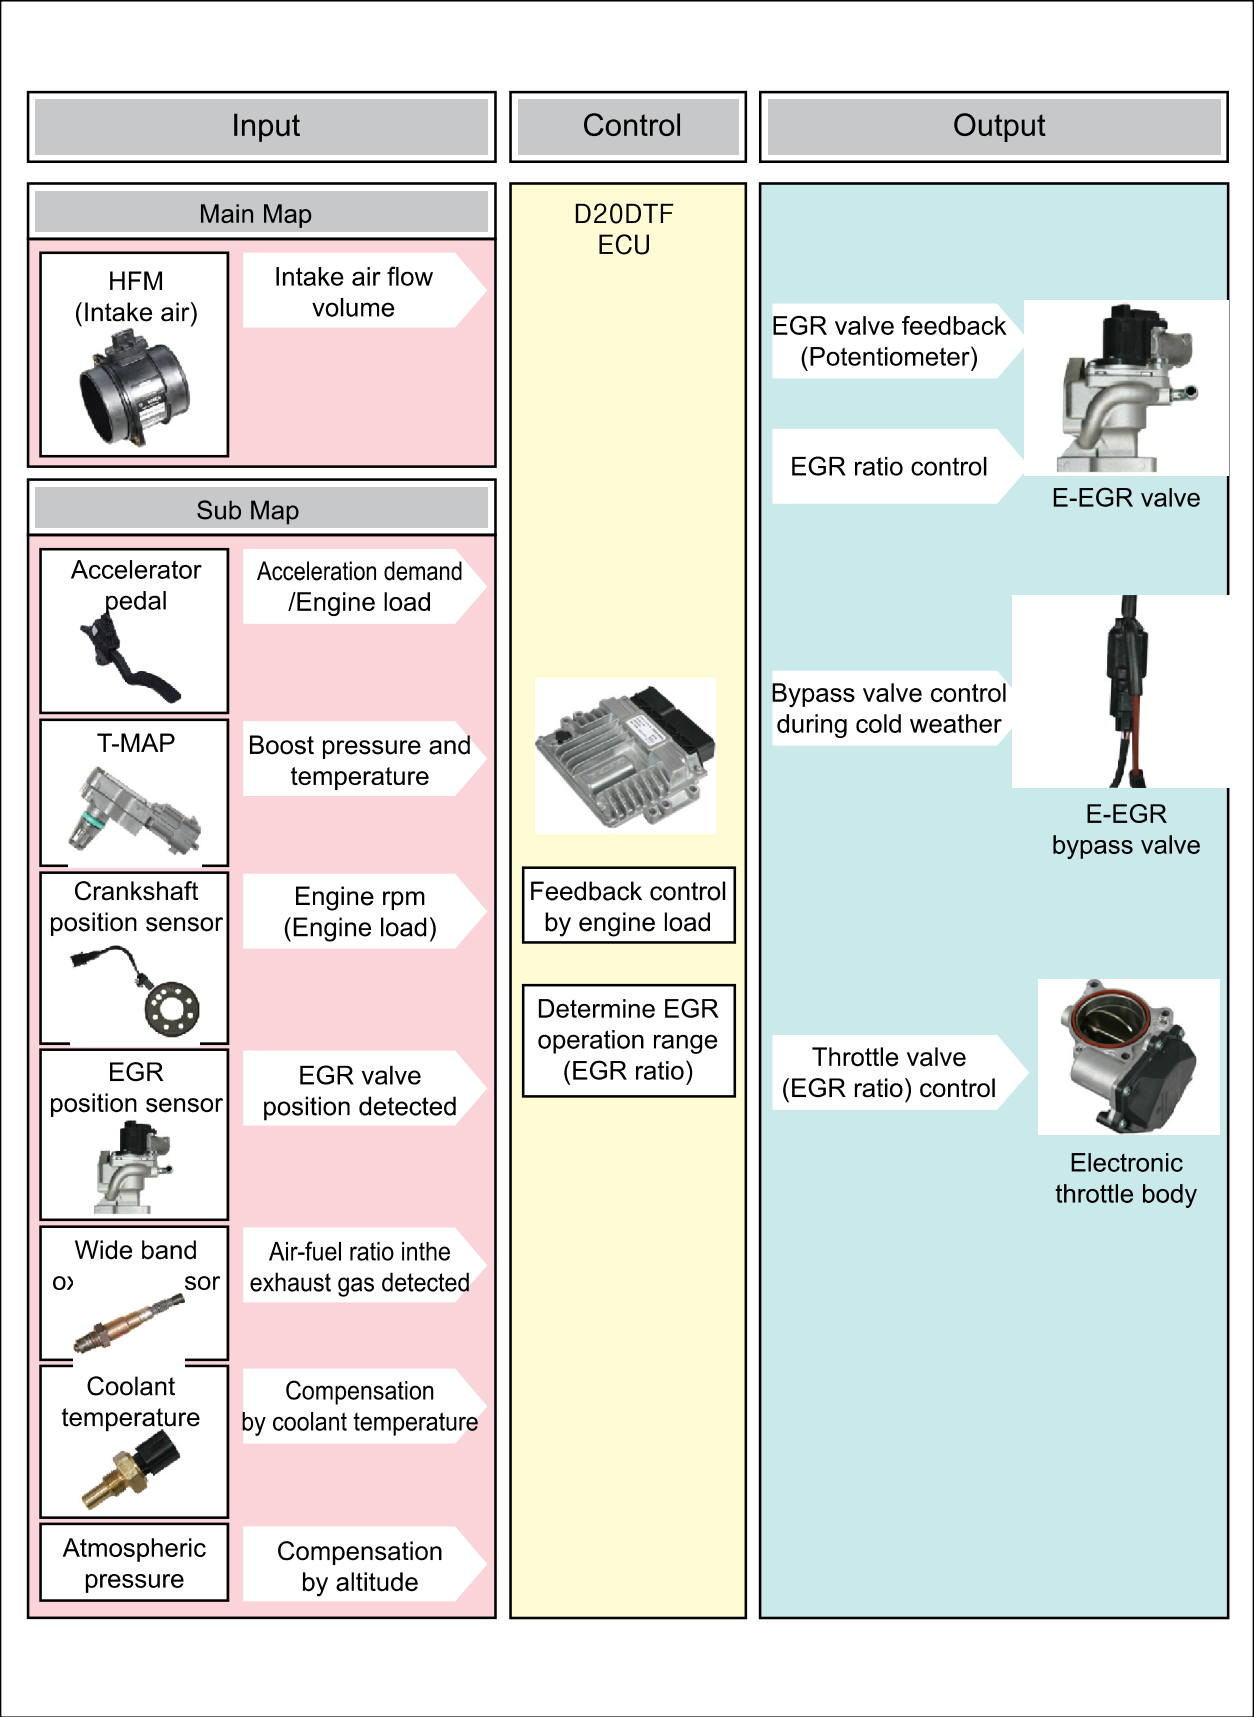 Input
Control
Output
Main Map
HFM
(Intake air)
Intake air flow
volume
Sub Map
Accelerator
pedal
Acceleration demand
/Engine load
T-MAP
Boost pressure and
temperature
Crankshaft
position sensor
Engine rpm
(Engine load)
EGR
position sensor
EGR valve
position detected
Wide band
Air-fuel ratio inthe
exhaust gas detected
Coolant
temperature
Compensation
by coolant temperature
Atmospheric
pressure
Compensation
by altitude
D20DTF
ECU
Feedback control
by engine load
Determine EGR
operation range
(EGR ratio)
EGR valve feedback
(Potentiometer)
EGR ratio control
E-EGR valve
Bypass valve control
during cold weather
E-EGR
bypass valve
Throttle valve
(EGR ratio) control
Electronic
throttle body